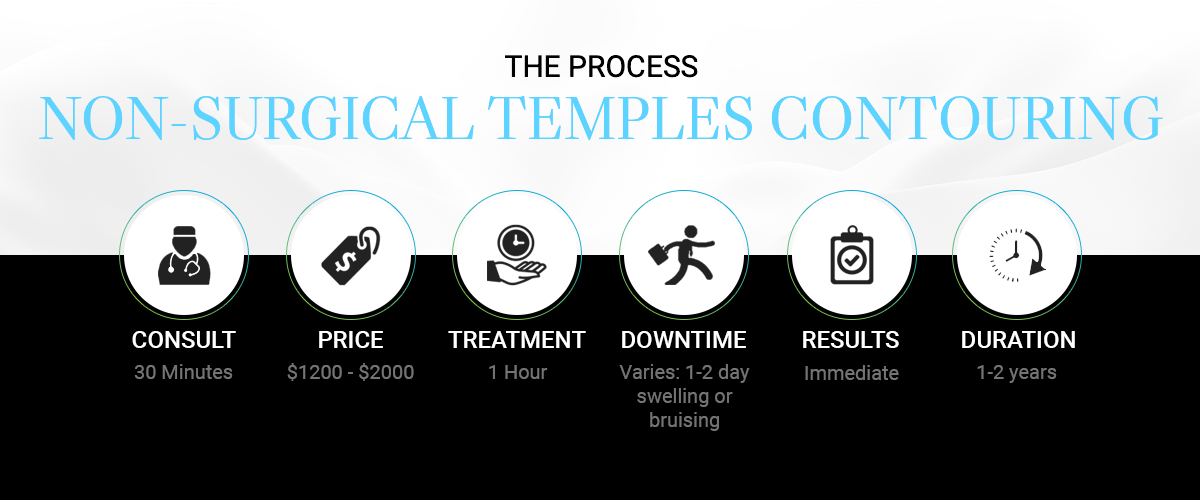 THE PROCESS
NON-SURGICAL TEMPLES CONTOURING
CONSULT
30 Minutes
PRICE
$1200 - $2000
TREATMENT
1 Hour
DOWNTIME
Varies: 1-2 day
swelling or
bruising
RESULTS
Immediate
DURATION
1-2 years